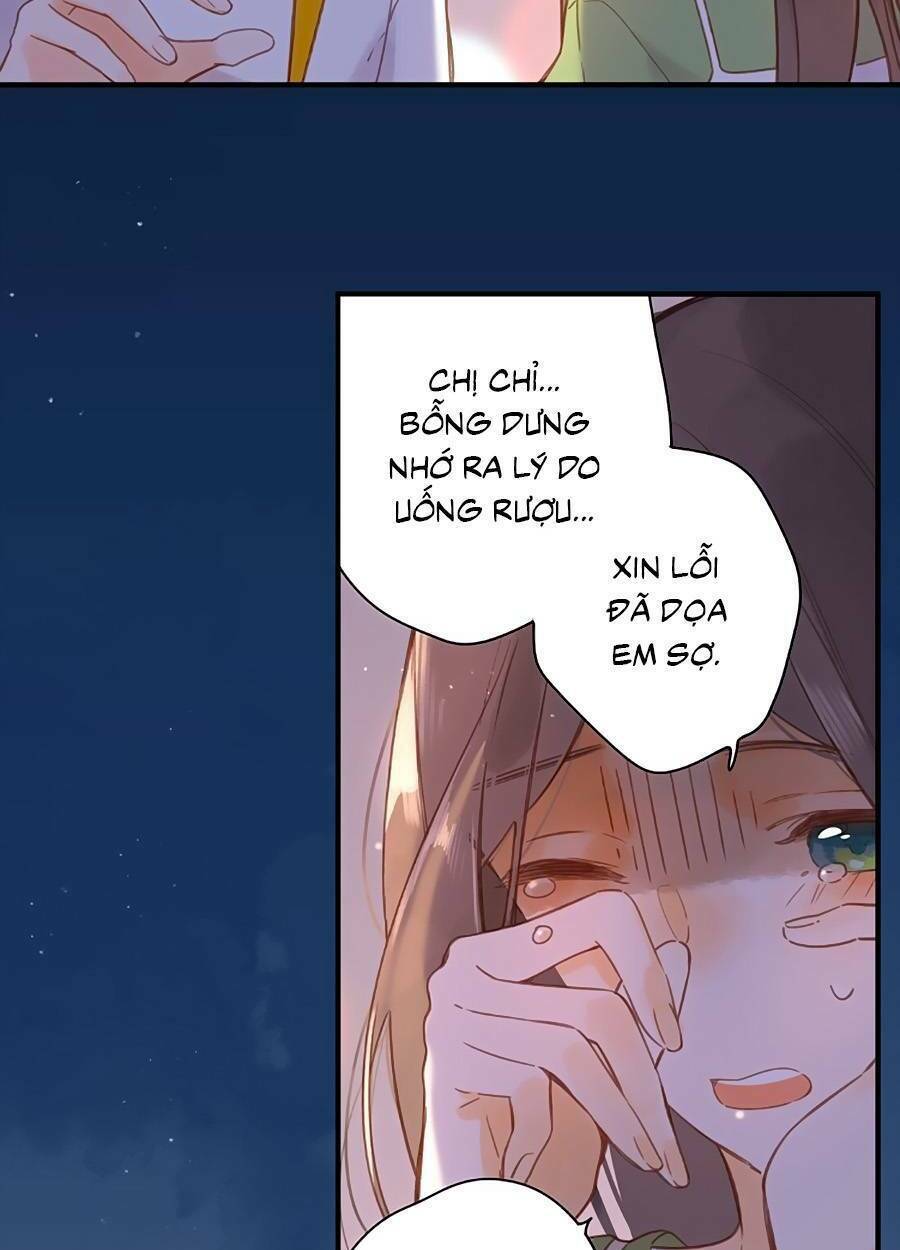 CHỊ CHỈ...
BỖNG DƯNG
NHỚ RA LÝ DO
UỐNG RƯỢU...
XIN LỖI
ĐÃ DỌA
EM SỢ.